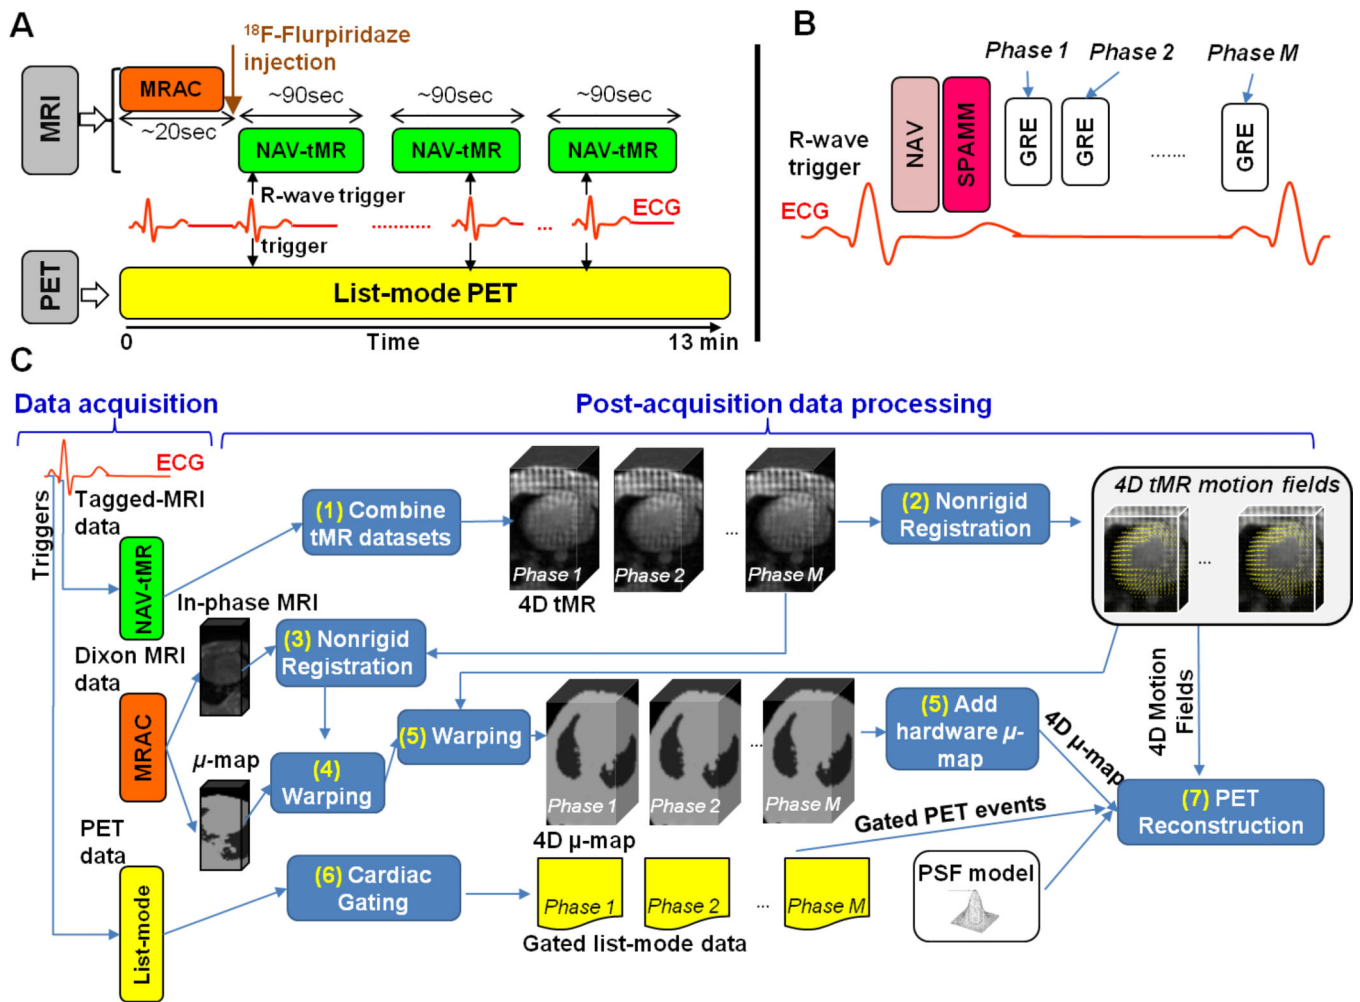 A
MRI
MRAC
~20sec
¹⁸F-Flurpiridaze
injection
~90sec
~90sec
~90sec
NAV-tMR
NAV-tMR
NAV-tMR
R-wave trigger
ECG
trigger
...........
...
PET
List-mode PET
0
Time
13 min
B
Phase 1
Phase 2
Phase M
R-wave
trigger
NAV
SPAMM
GRE
GRE
.......
GRE
ECG
C
Data acquisition
Post-acquisition data processing
ECG
Triggers
Tagged-MRI
data
NAV-tMR
(1) Combine
tMR datasets
Phase 1
Phase 2
...
Phase M
4D tMR
(2) Nonrigid
Registration
4D tMR motion fields
...
In-phase MRI
Dixon MRI
data
MRAC
(3) Nonrigid
Registration
μ-map
(4)
Warping
(5) Warping
Phase 1
Phase 2
...
Phase M
4D μ-map
(5) Add
hardware μ-
map
4D μ-map
4D Motion
Fields
(7) PET
Reconstruction
Gated PET events
PSF model
PET
data
List-mode
(6) Cardiac
Gating
Phase 1
Phase 2
...
Phase M
Gated list-mode data